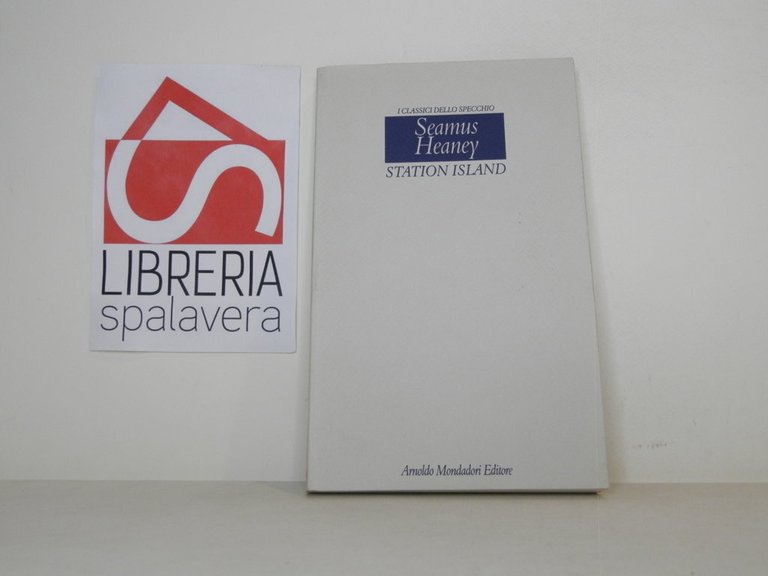 LIBRERIA
spalavera
I CLASSICI DELLO SPECCHIO
Seamus
Heaney
STATION ISLAND
Arnoldo Mondadori Editore